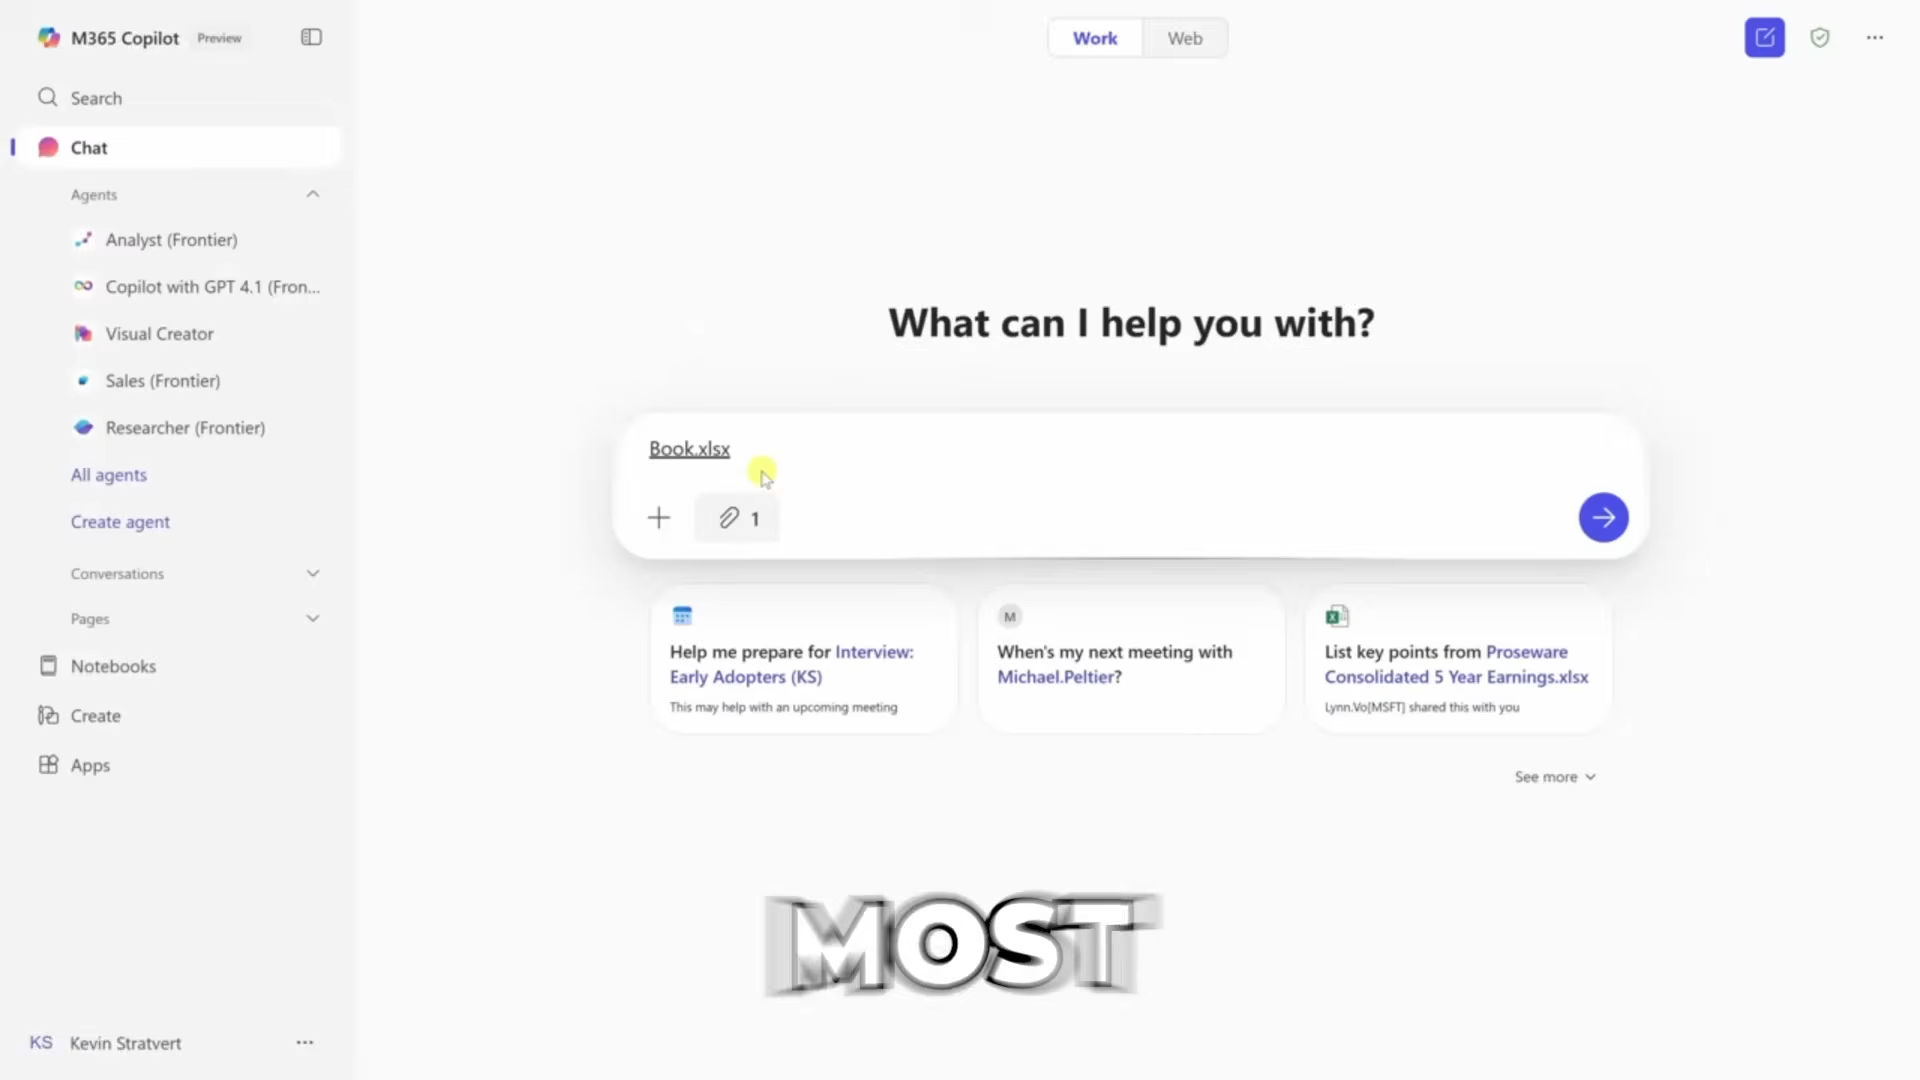 M365 Copilot Preview
Work
Web
Search
Chat
Agents
Analyst (Frontier)
Copilot with GPT 4.1 (Fron...
Visual Creator
Sales (Frontier)
Researcher (Frontier)
All agents
Create agent
Conversations
Pages
Notebooks
Create
Apps
KS Kevin Stratvert
What can I help you with?
Book.xlsx
1
Help me prepare for Interview:
Early Adopters (KS)
This may help with an upcoming meeting
M
When's my next meeting with
Michael.Peltier?
List key points from Proseware
Consolidated 5 Year Earnings.xlsx
Lynn.Vo[MSFT] shared this with you
See more
MOST